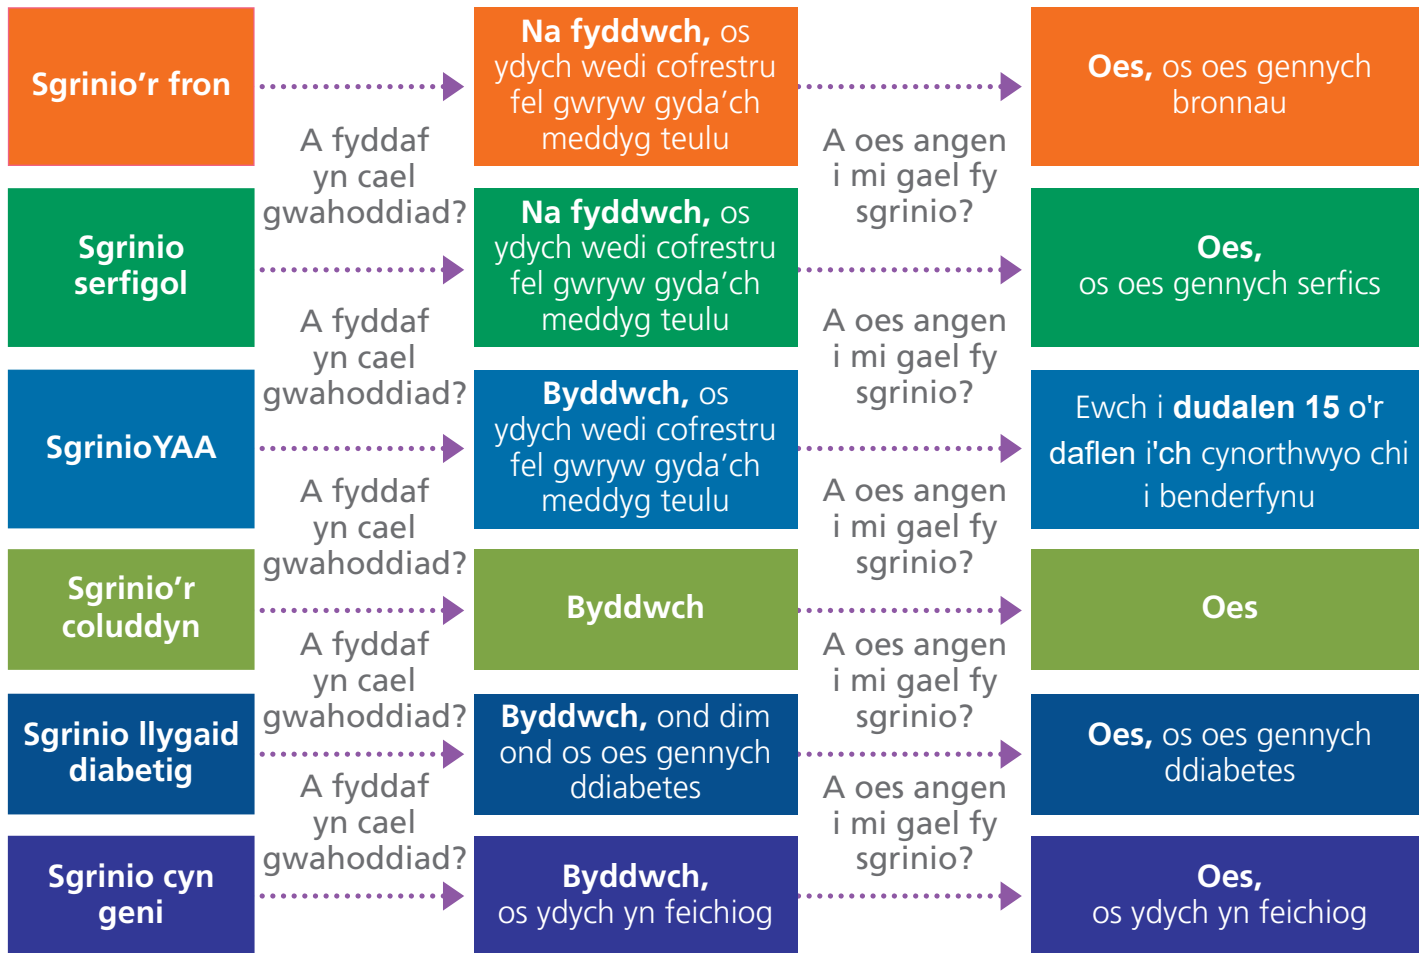 Sgrinio'r fron
A fyddaf
yn cael
gwahoddiad?
Na fyddwch, os
ydych wedi cofrestru
fel gwryw gyda'ch
meddyg teulu
A oes angen
i mi gael fy
sgrinio?
Oes, os oes gennych
bronnau
Sgrinio
serfigol
A fyddaf
yn cael
gwahoddiad?
Na fyddwch, os
ydych wedi cofrestru
fel gwryw gyda'ch
meddyg teulu
A oes angen
i mi gael fy
sgrinio?
Oes,
os oes gennych serfics
SgrinioYAA
A fyddaf
yn cael
gwahoddiad?
Byddwch, os
ydych wedi cofrestru
fel gwryw gyda'ch
meddyg teulu
A oes angen
i mi gael fy
sgrinio?
Ewch i dudalen 15 o'r
daflen i'ch cynorthwyo chi
i benderfynu
Sgrinio'r
coluddyn
A fyddaf
yn cael
gwahoddiad?
Byddwch
A oes angen
i mi gael fy
sgrinio?
Oes
Sgrinio llygaid
diabetig
A fyddaf
yn cael
gwahoddiad?
Byddwch, ond dim
ond os oes gennych
ddiabetes
A oes angen
i mi gael fy
sgrinio?
Oes, os oes gennych
ddiabetes
Sgrinio cyn
geni
Byddwch,
os ydych yn feichiog
Oes,
os ydych yn feichiog